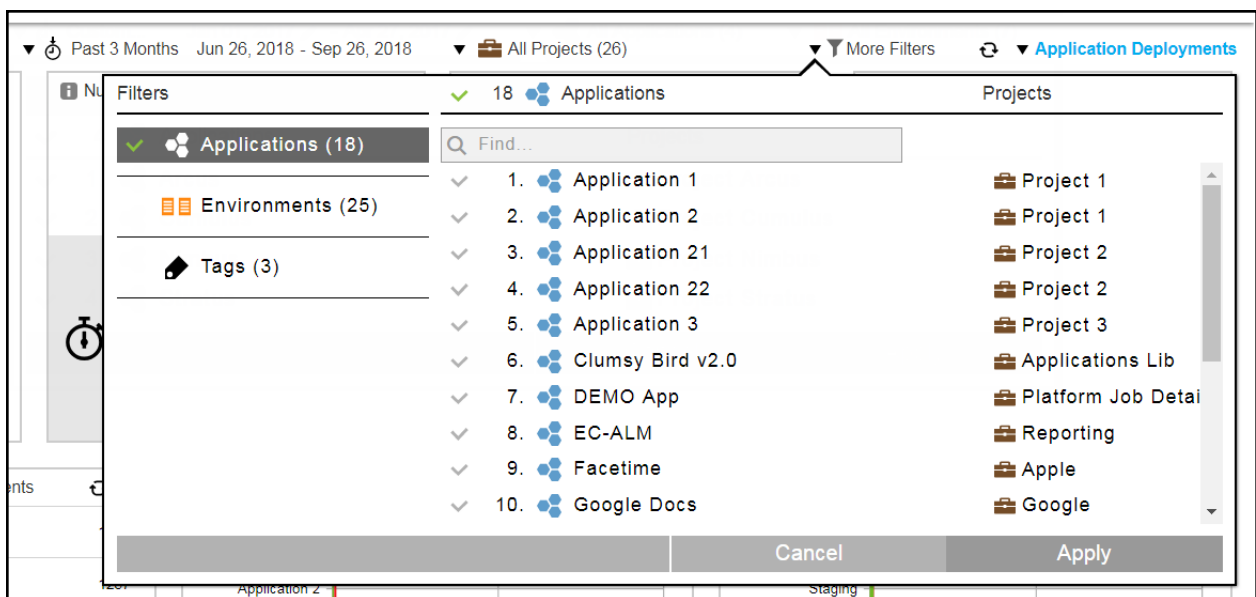 Past 3 Months Jun 26, 2018 - Sep 26, 2018 All Projects (26) More Filters Application Deployments
Filters 18 Applications Projects
Applications (18)
Find...
1. Application 1 Project 1
Environments (25)
2. Application 2 Project 1
3. Application 21 Project 2
Tags (3)
4. Application 22 Project 2
5. Application 3 Project 3
6. Clumsy Bird v2.0 Applications Lib
7. DEMO App Platform Job Detai
8. EC-ALM Reporting
9. Facetime Apple
10. Google Docs Google
Cancel Apply
Application 2 Staging